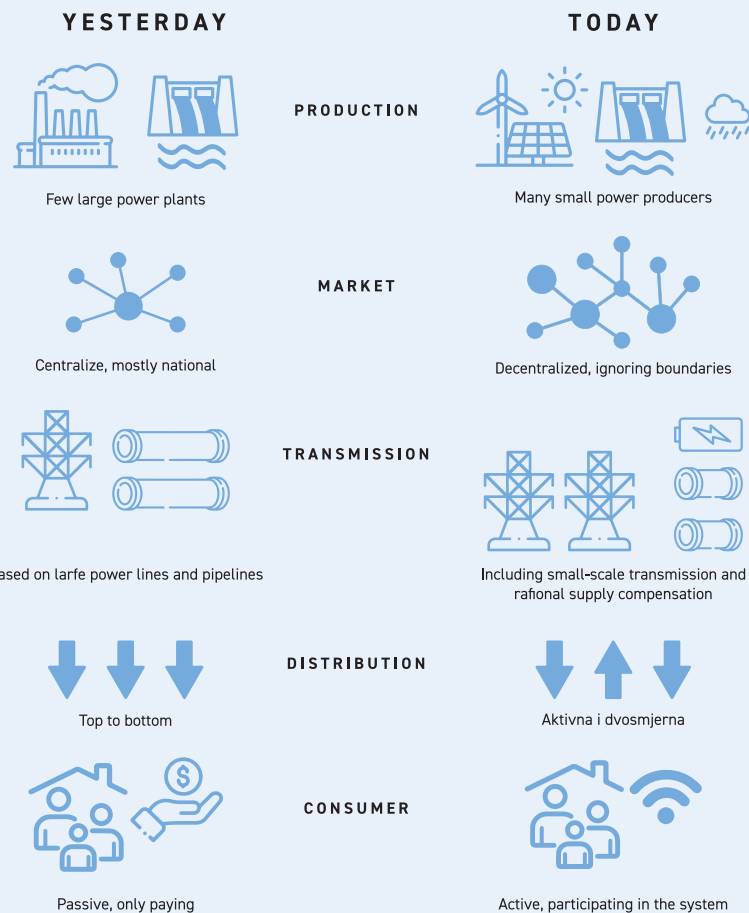 YESTERDAY
TODAY
PRODUCTION
Few large power plants
Many small power producers
MARKET
Centralize, mostly national
Decentralized, ignoring boundaries
TRANSMISSION
ased on larfe power lines and pipelines
Including small-scale transmission and
rafional supply compensation
DISTRIBUTION
Top to bottom
Aktivna i dvosmjerna
$
CONSUMER
Passive, only paying
Active, participating in the system